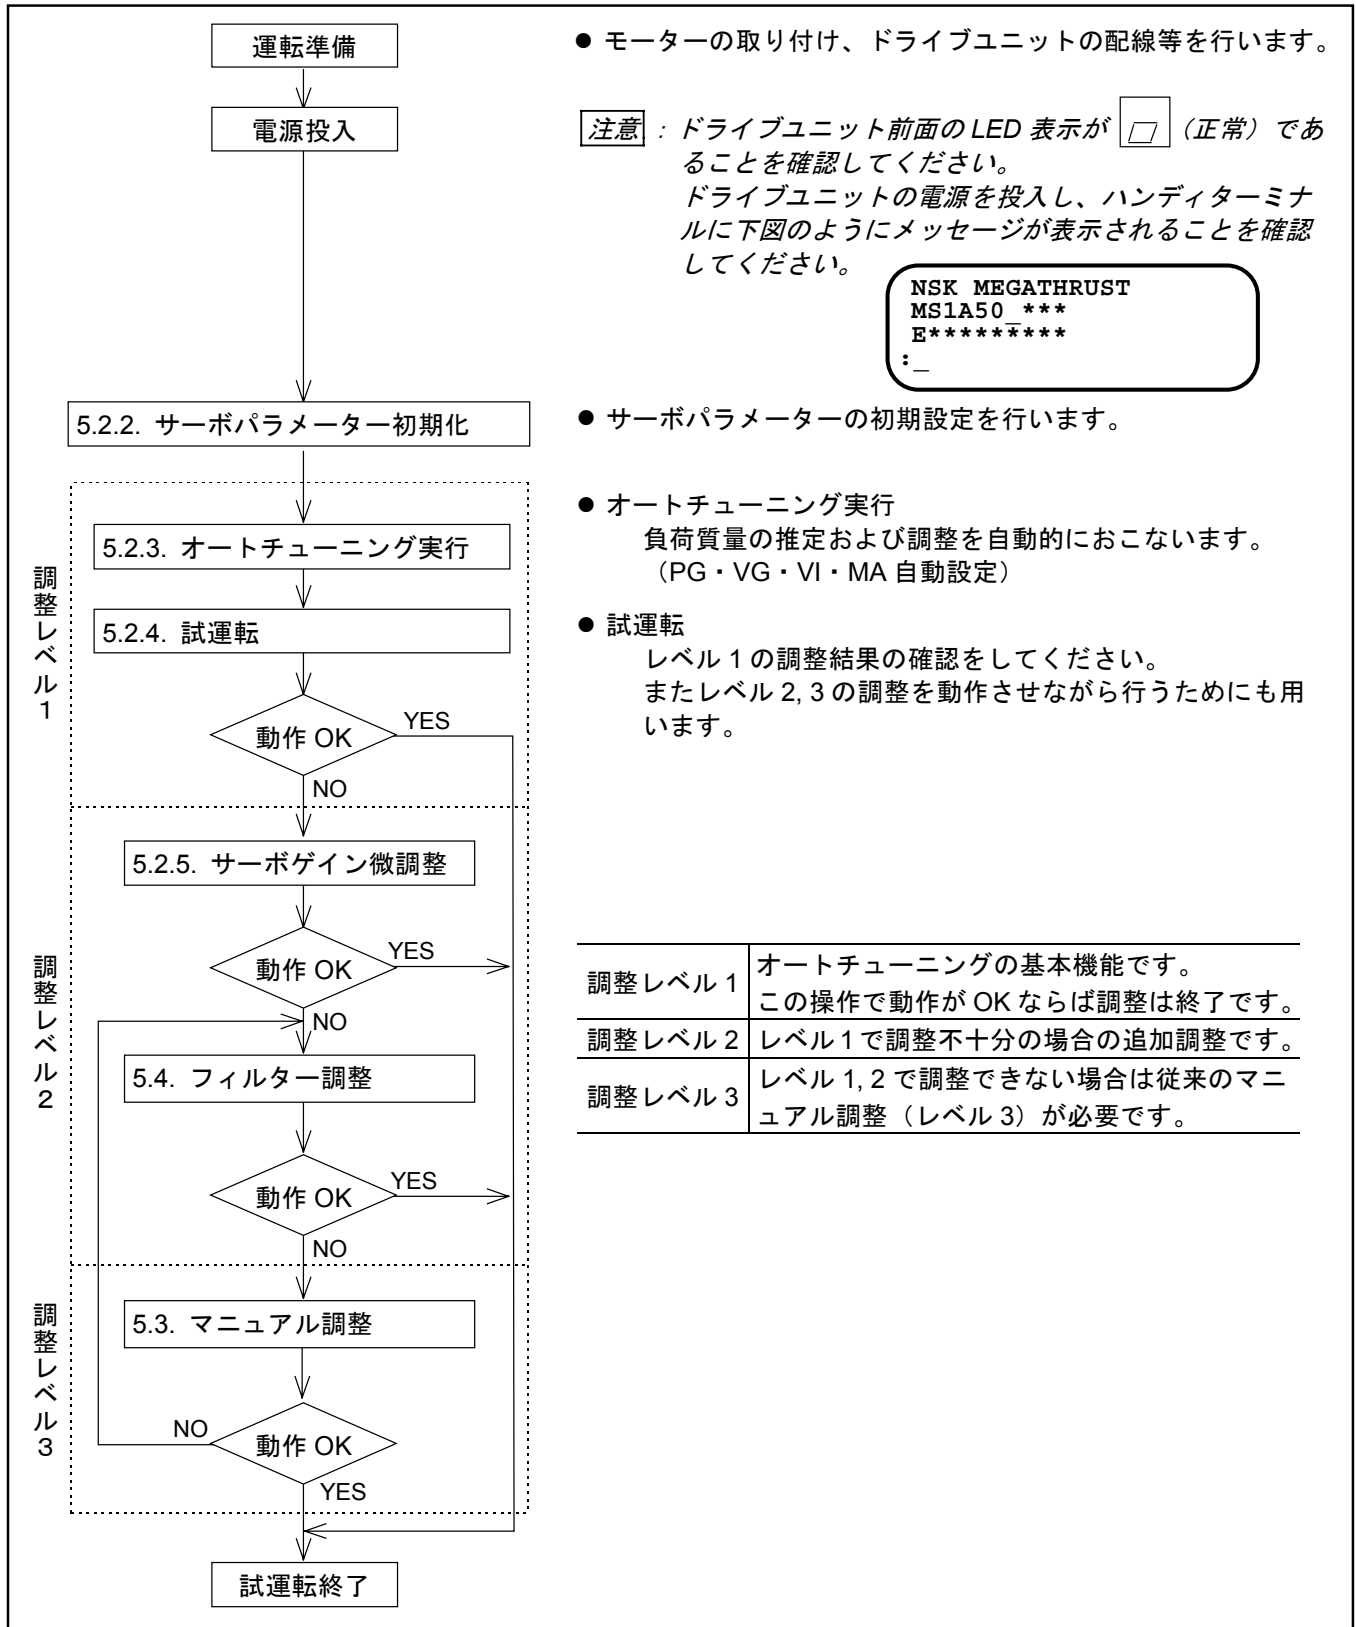 運転準備
● モーターの取り付け、ドライブユニットの配線等を行います。
電源投入
注意 : ドライブユニット前面の LED 表示が （正常）であ
ることを確認してください。
ドライブユニットの電源を投入し、ハンディターミナ
ルに下図のようにメッセージが表示されることを確認
してください。
NSK MEGATHRUST
MS1A50_***
E*********
:_
5.2.2. サーボパラメーター初期化
● サーボパラメーターの初期設定を行います。
調整レベル1
5.2.3. オートチューニング実行
● オートチューニング実行
負荷質量の推定および調整を自動的におこないます。
（PG・VG・VI・MA 自動設定）
5.2.4. 試運転
● 試運転
レベル 1 の調整結果の確認をしてください。
またレベル 2, 3 の調整を動作させながら行うためにも用
います。
動作 OK
YES
NO
調整レベル2
5.2.5. サーボゲイン微調整
動作 OK
YES
NO
5.4. フィルター調整
動作 OK
YES
NO
調整レベル 1
オートチューニングの基本機能です。
この操作で動作が OK ならば調整は終了です。
調整レベル 2
レベル 1 で調整不十分の場合の追加調整です。
調整レベル 3
レベル 1, 2 で調整できない場合は従来のマニ
ュアル調整（レベル 3）が必要です。
調整レベル3
5.3. マニュアル調整
NO
動作 OK
YES
試運転終了